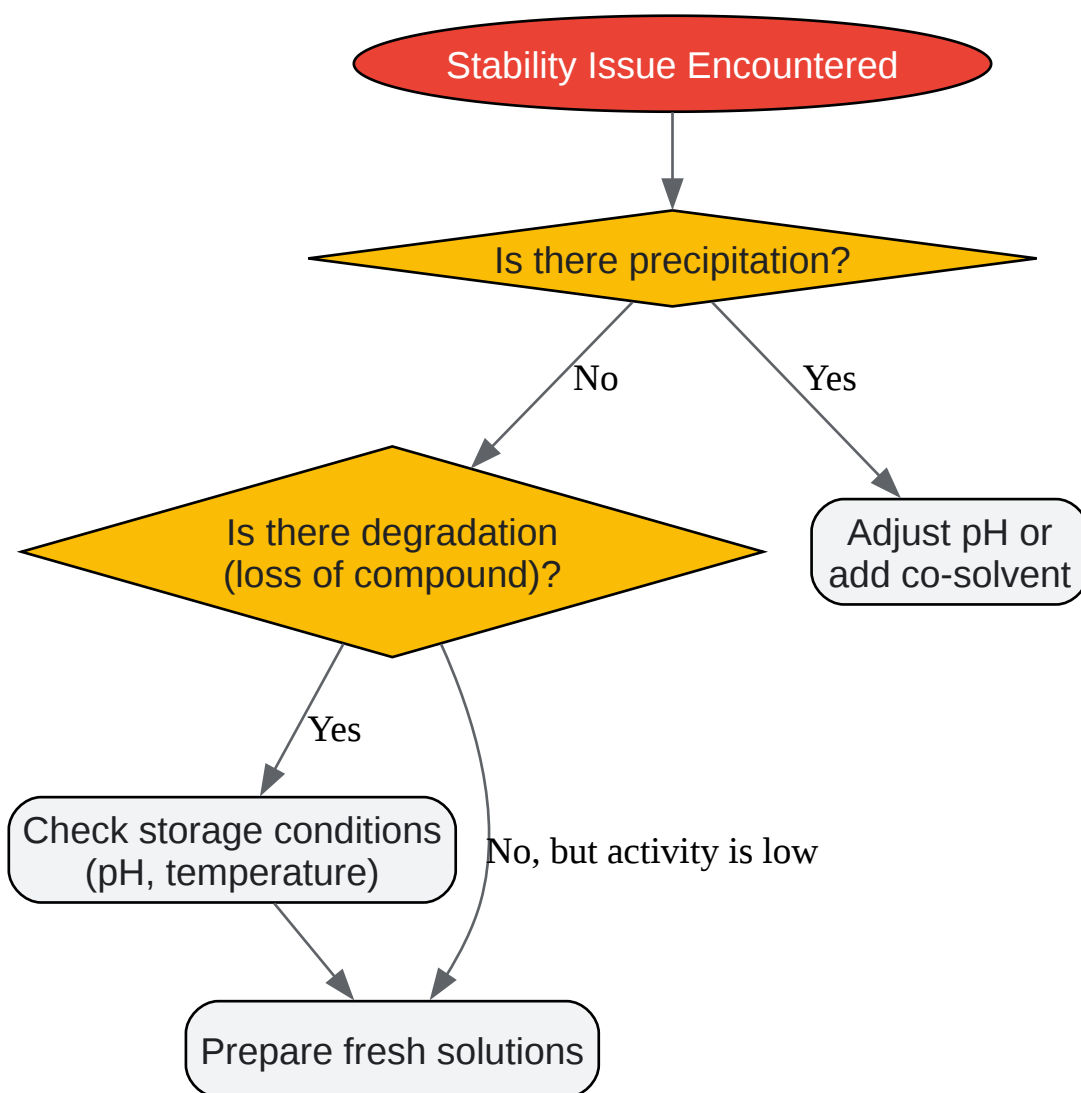 Stability Issue Encountered
Is there precipitation?
No
Yes
Is there degradation
(loss of compound)?
Adjust pH or
add co-solvent
Yes
Check storage conditions
(pH, temperature)
No, but activity is low
Prepare fresh solutions